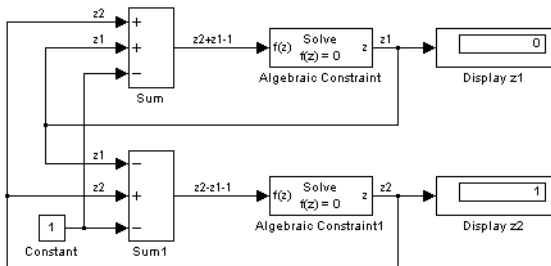 z2
+
z1
+
−
Sum
z2+z1-1
f(z)
Solve
f(z) = 0
z
Algebraic Constraint
z1
0
Display z1
z1
−
z2
+
−
Sum1
1
Constant
z2-z1-1
f(z)
Solve
f(z) = 0
z
Algebraic Constraint1
z2
1
Display z2